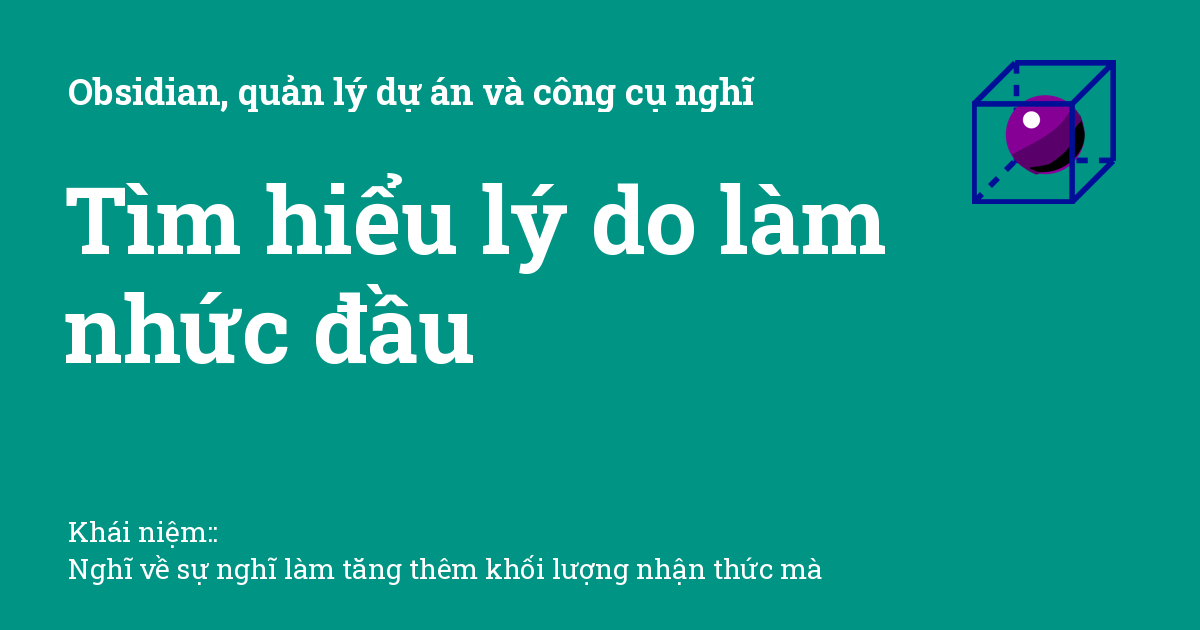 Obsidian, quản lý dự án và công cụ nghĩ
Tìm hiểu lý do làm
nhức đầu
Khái niệm::
Nghĩ về sự nghĩ làm tăng thêm khối lượng nhận thức mà